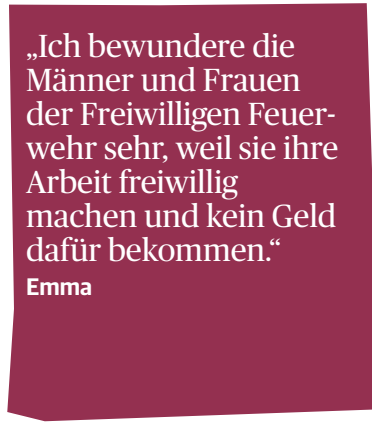 „Ich bewundere die
Männer und Frauen
der Freiwilligen Feuer-
wehr sehr, weil sie ihre
Arbeit freiwillig
machen und kein Geld
dafür bekommen.“
Emma